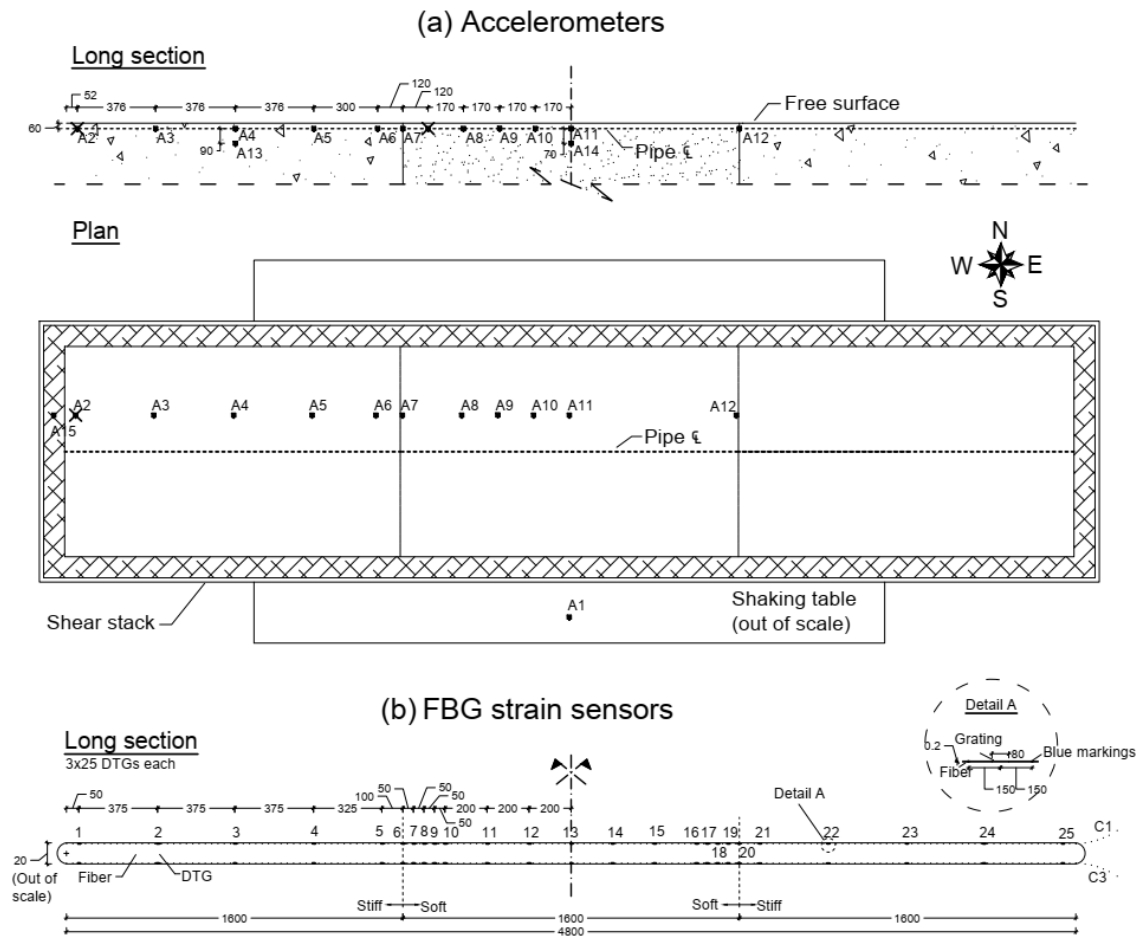 (a) Accelerometers
Long section
52
376
376
376
300
120
120
170
170
170
170
Free surface
60
A2
A3
A4
A5
A6
A7
A8
A9
A10
A11
A12
90
A13
70
A14
Pipe ℄
Plan
N
W E
S
A2
A3
A4
A5
A6
A7
A8
A9
A10
A11
A12
A15
Pipe ℄
A1
Shear stack
Shaking table
(out of scale)
(b) FBG strain sensors
Long section
3x25 DTGs each
Detail A
Grating
80
Blue markings
0.2
Fiber
150 150
50
375
375
375
325
100
50
50
50
50
200
200
200
Detail A
1 2 3 4 5 6 7 8 9 10 11 12 13 14 15 16 17 19 21 22 23 24 25
18 20
C1
C3
20
(Out of
scale)
Fiber
DTG
Stiff Soft
Soft Stiff
1600 1600 1600
4800